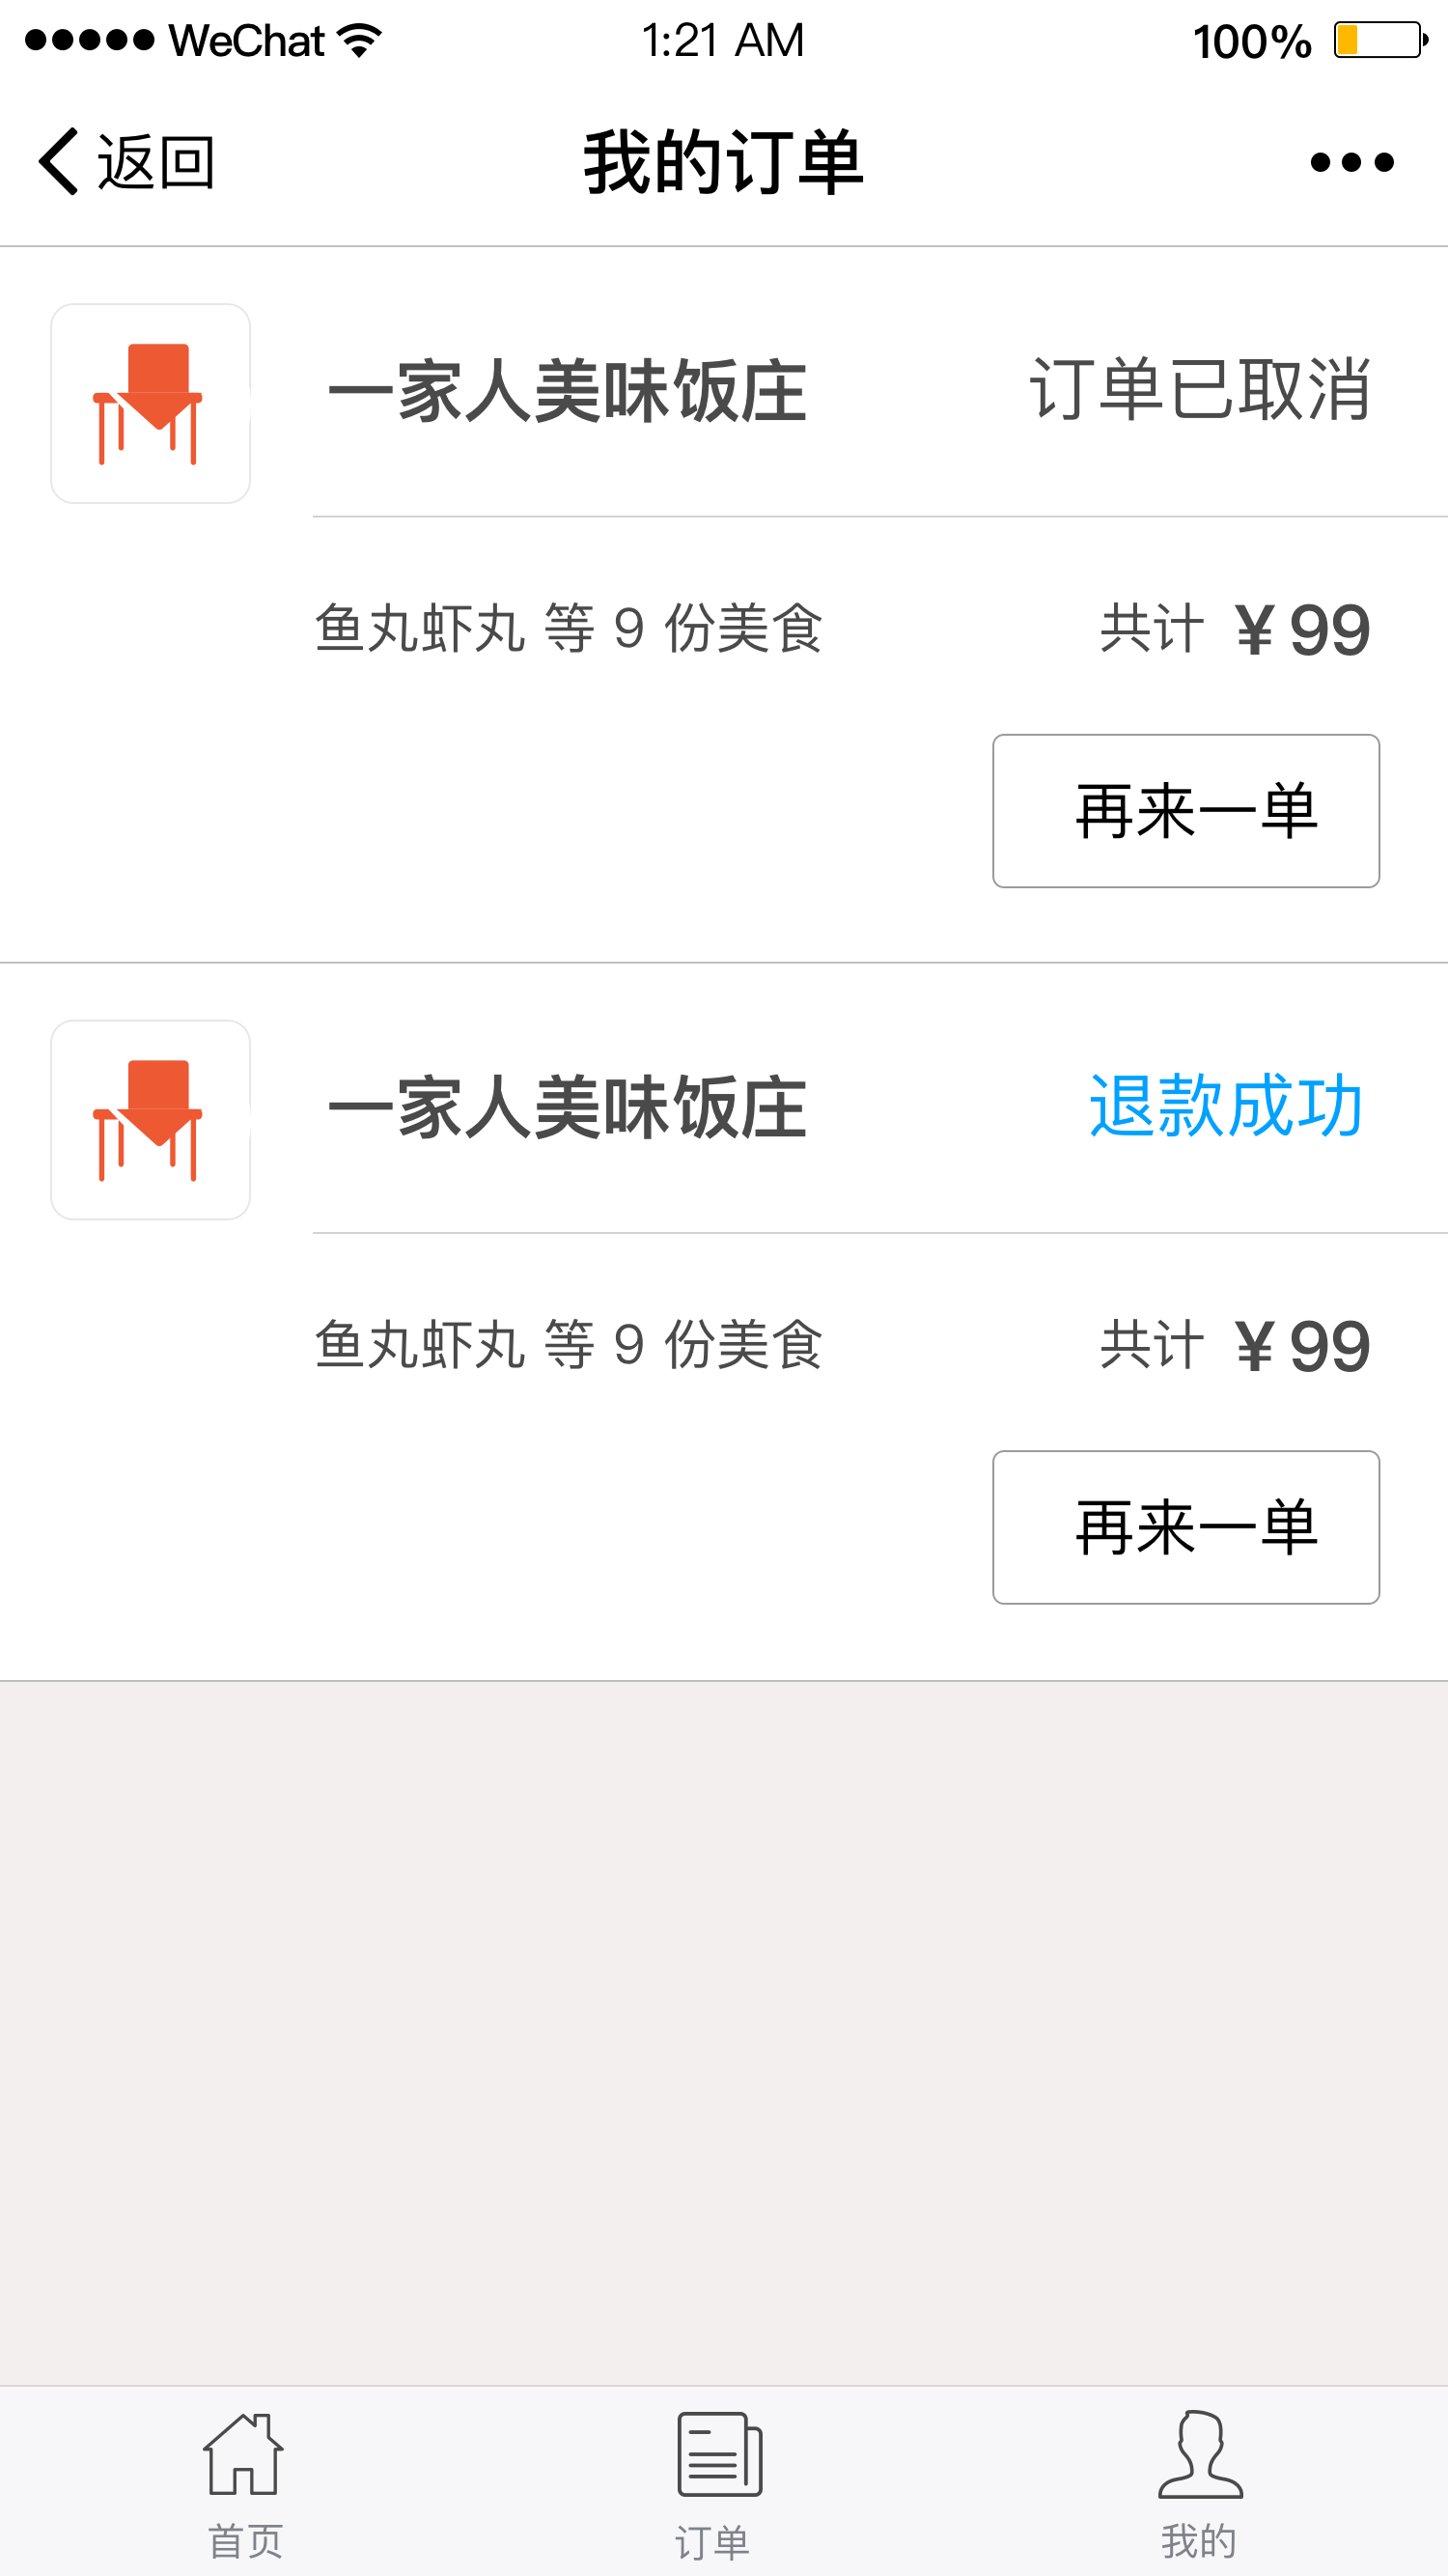 WeChat 1:21 AM 100%
返回 我的订单
一家人美味饭庄 订单已取消
鱼丸虾丸 等 9 份美食 共计 ¥ 99
再来一单
一家人美味饭庄 退款成功
鱼丸虾丸 等 9 份美食 共计 ¥ 99
再来一单
首页 订单 我的